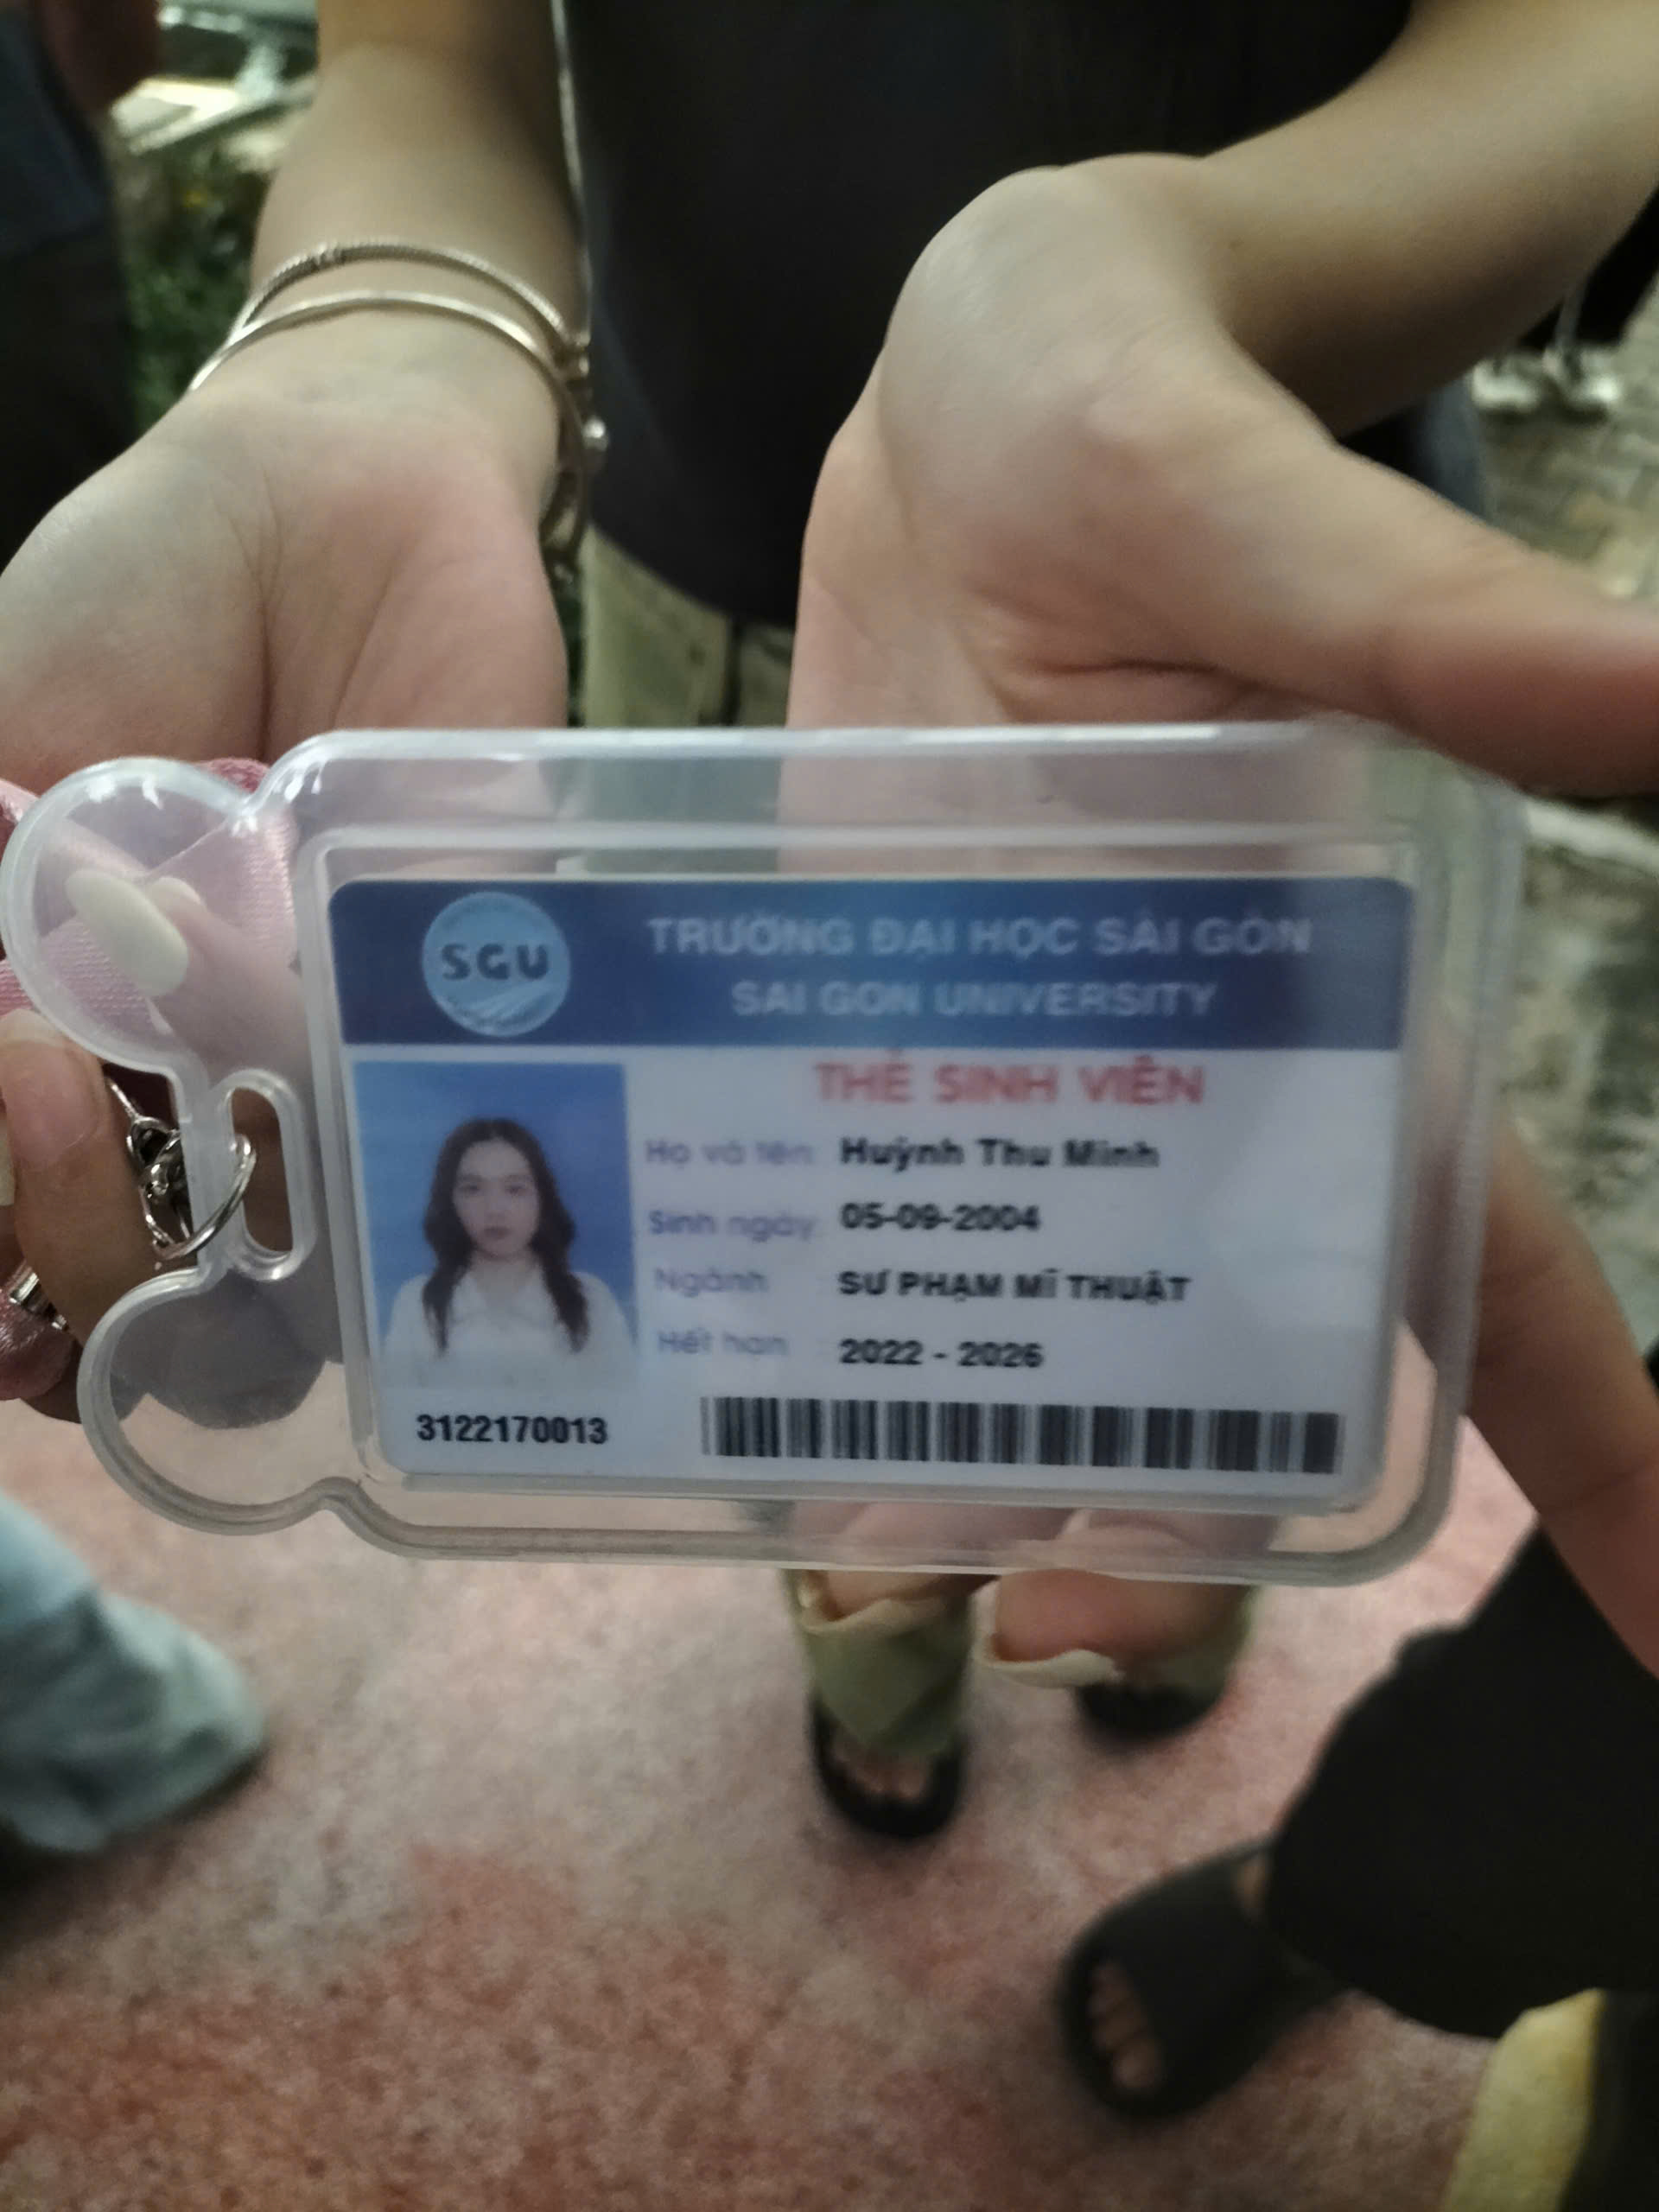 SGU
TRƯỜNG ĐẠI HỌC SÀI GÒN
SAI GON UNIVERSITY
THẺ SINH VIÊN
Họ và tên: Huỳnh Thu Minh
Sinh ngày: 05-09-2004
Ngành SƯ PHẠM MĨ THUẬT
Hết hạn 2022 - 2026
3122170013